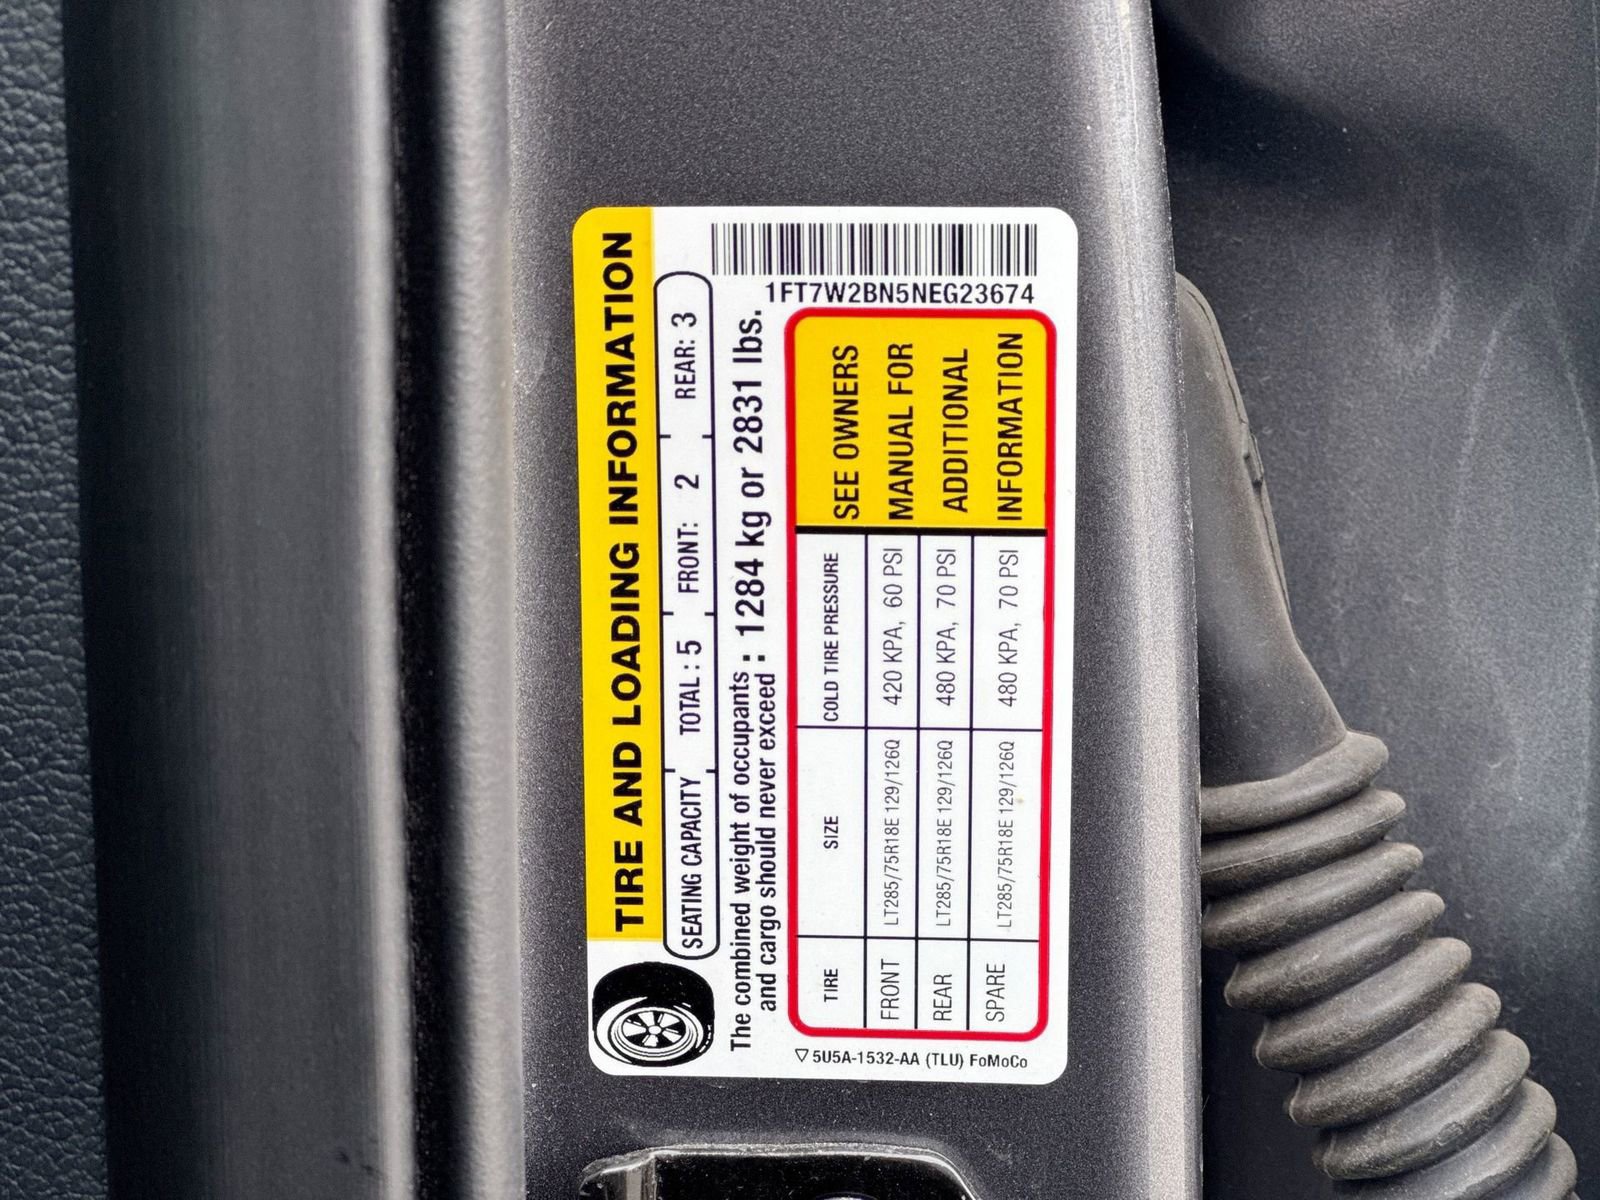 TIRE AND LOADING INFORMATION
SEATING CAPACITY TOTAL : 5 FRONT: 2 REAR: 3
The combined weight of occupants
and cargo should never exceed : 1284 kg or 2831 lbs.
1FT7W2BN5NEG23674
TIRE SIZE COLD TIRE PRESSURE
FRONT LT285/75R18E 129/126Q 420 KPA, 60 PSI
REAR LT285/75R18E 129/126Q 480 KPA, 70 PSI
SPARE LT285/75R18E 129/126Q 480 KPA, 70 PSI
SEE OWNERS
MANUAL FOR
ADDITIONAL
INFORMATION
5U5A-1532-AA (TLU) FoMoCo